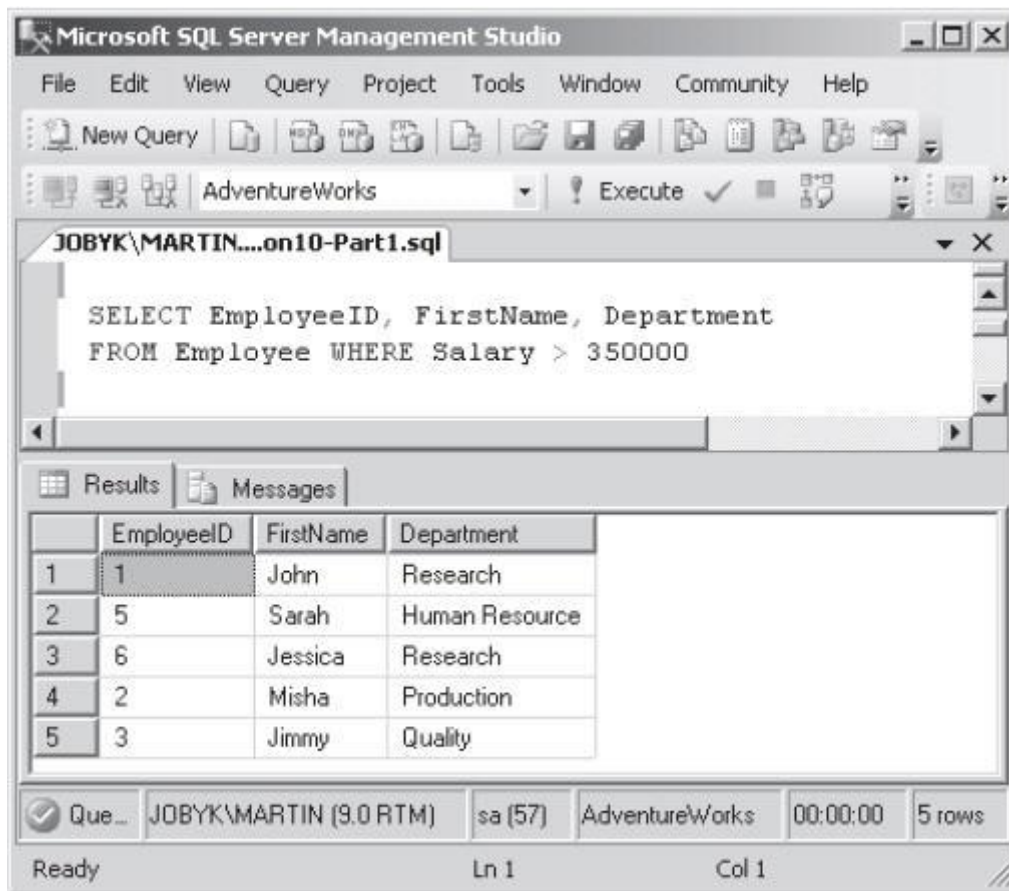 Microsoft SQL Server Management Studio
File Edit View Query Project Tools Window Community Help
New Query
AdventureWorks Execute
JOBYK\MARTIN....on10-Part1.sql
SELECT EmployeeID, FirstName, Department
FROM Employee WHERE Salary > 350000
Results Messages
EmployeeID FirstName Department
1 1 John Research
2 5 Sarah Human Resource
3 6 Jessica Research
4 2 Misha Production
5 3 Jimmy Quality
Que... JOBYK\MARTIN (9.0 RTM) sa (57) AdventureWorks 00:00:00 5 rows
Ready Ln 1 Col 1